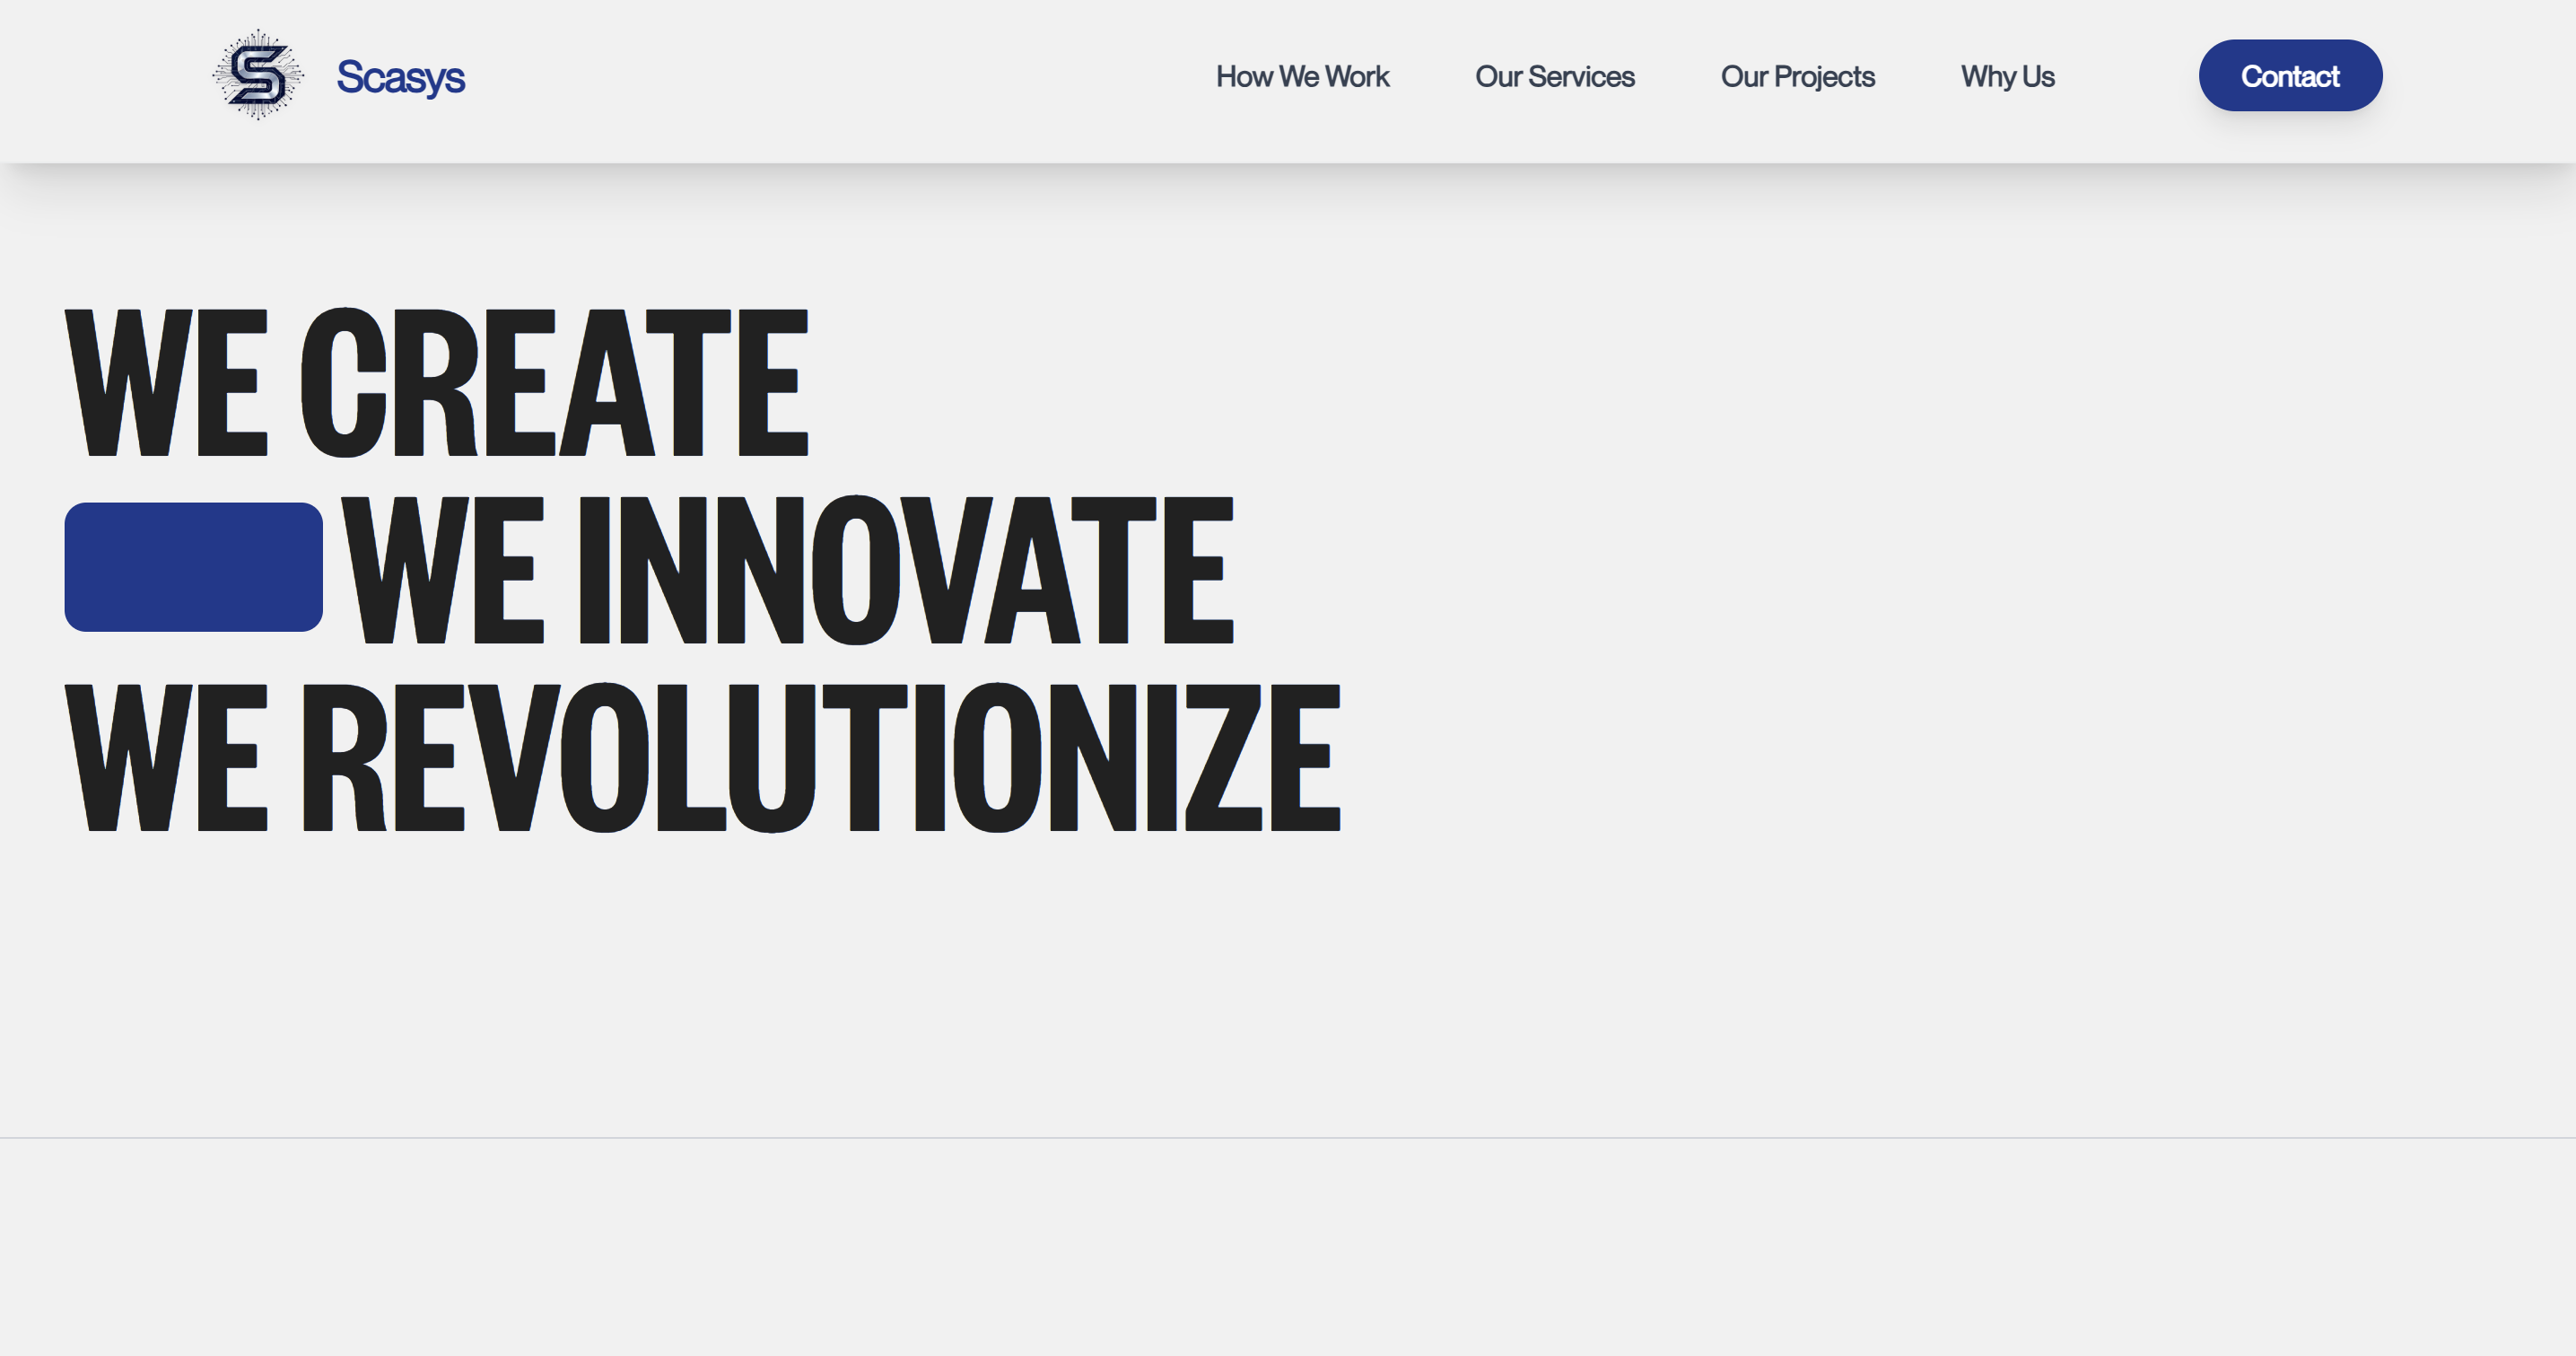 Scasys
How We Work
Our Services
Our Projects
Why Us
Contact
WE CREATE
WE INNOVATE
WE REVOLUTIONIZE